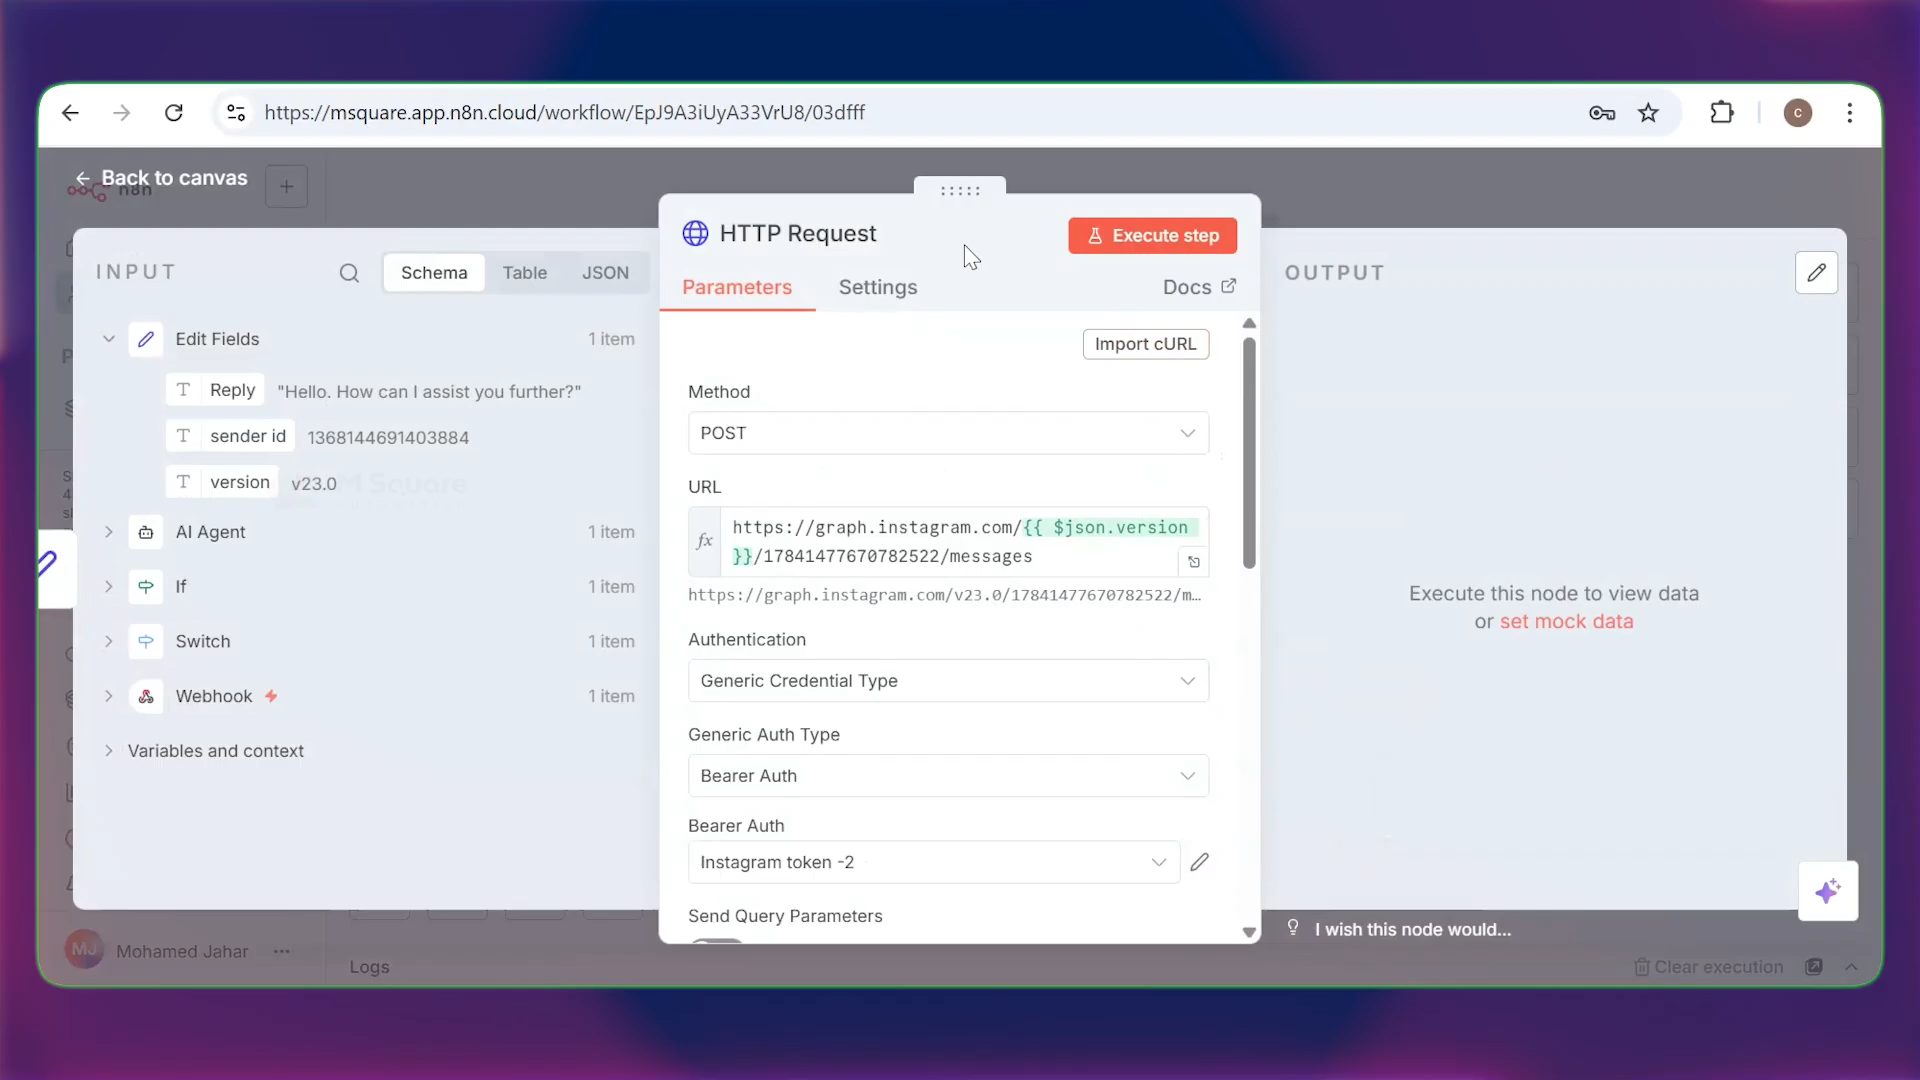 https://msquare.app.n8n.cloud/workflow/EpJ9A3iUyA33VrU8/03dfff
c
Back to canvas
n8n
HTTP Request
Execute step
Parameters
Settings
Docs
INPUT
Schema
Table
JSON
OUTPUT
Edit Fields
1 item
Reply
"Hello. How can I assist you further?"
sender id
1368144691403884
version
v23.0
M Square
AI Agent
1 item
If
1 item
Switch
1 item
Webhook
1 item
Variables and context
Import cURL
Method
POST
URL
fx
https://graph.instagram.com/{{ $json.version
}}/17841477670782522/messages
https://graph.instagram.com/v23.0/17841477670782522/m...
Authentication
Generic Credential Type
Generic Auth Type
Bearer Auth
Bearer Auth
Instagram token -2
Send Query Parameters
Execute this node to view data
or set mock data
I wish this node would...
MJ
Mohamed Jahar
Logs
Clear execution